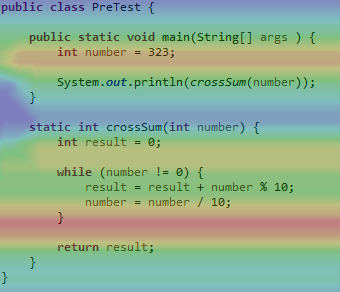 public class PreTest {
public static void main(String[] args ) {
int number = 323;
System.out.println(crossSum(number));
}
static int crossSum(int number) {
int result = 0;
while (number != 0) {
result = result + number % 10;
number = number / 10;
}
return result;
}
}